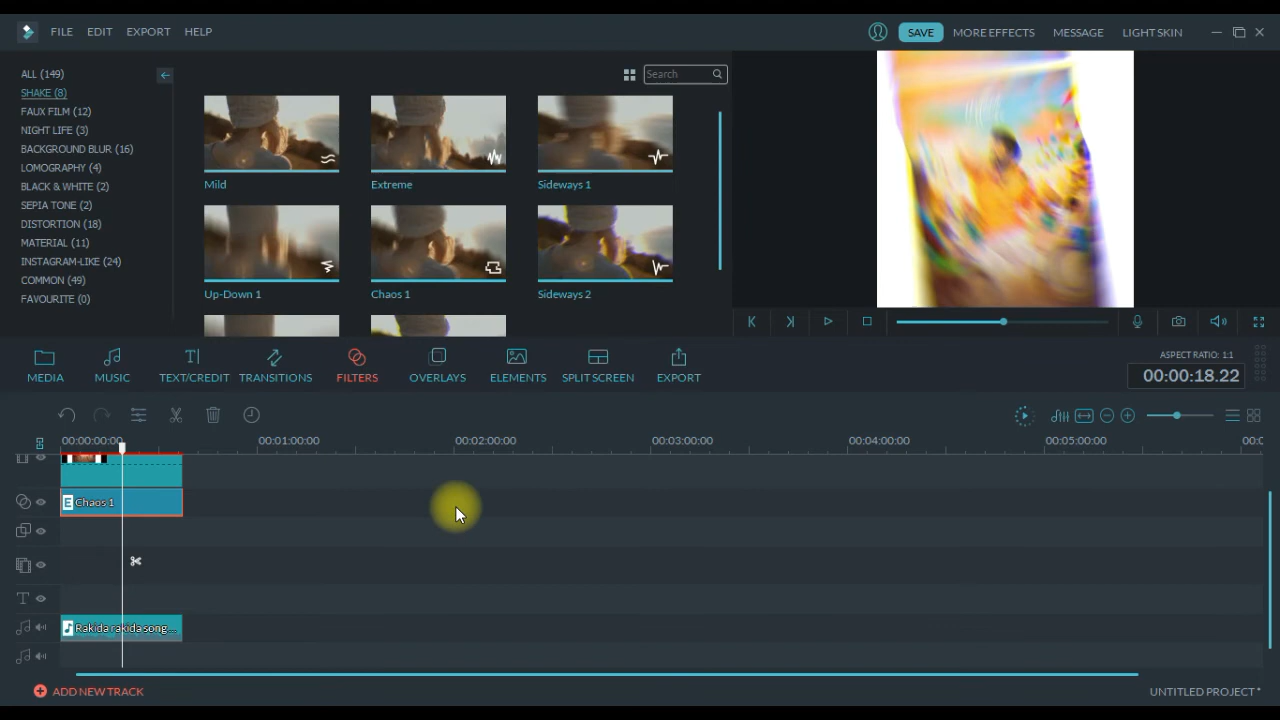 FILE EDIT EXPORT HELP
SAVE MORE EFFECTS MESSAGE LIGHT SKIN
ALL (149)
SHAKE (8)
FAUX FILM (12)
NIGHT LIFE (3)
BACKGROUND BLUR (16)
LOMOGRAPHY (4)
BLACK & WHITE (2)
SEPIA TONE (2)
DISTORTION (18)
MATERIAL (11)
INSTAGRAM-LIKE (24)
COMMON (49)
FAVOURITE (0)
Search
Mild Extreme Sideways 1
Up-Down 1 Chaos 1 Sideways 2
MEDIA MUSIC TEXT/CREDIT TRANSITIONS FILTERS OVERLAYS ELEMENTS SPLIT SCREEN EXPORT
ASPECT RATIO: 1:1
00:00:18.22
00:00:00:00 00:01:00:00 00:02:00:00 00:03:00:00 00:04:00:00 00:05:00:00
E Chaos 1
Rakida rakida song...
ADD NEW TRACK
UNTITLED PROJECT*